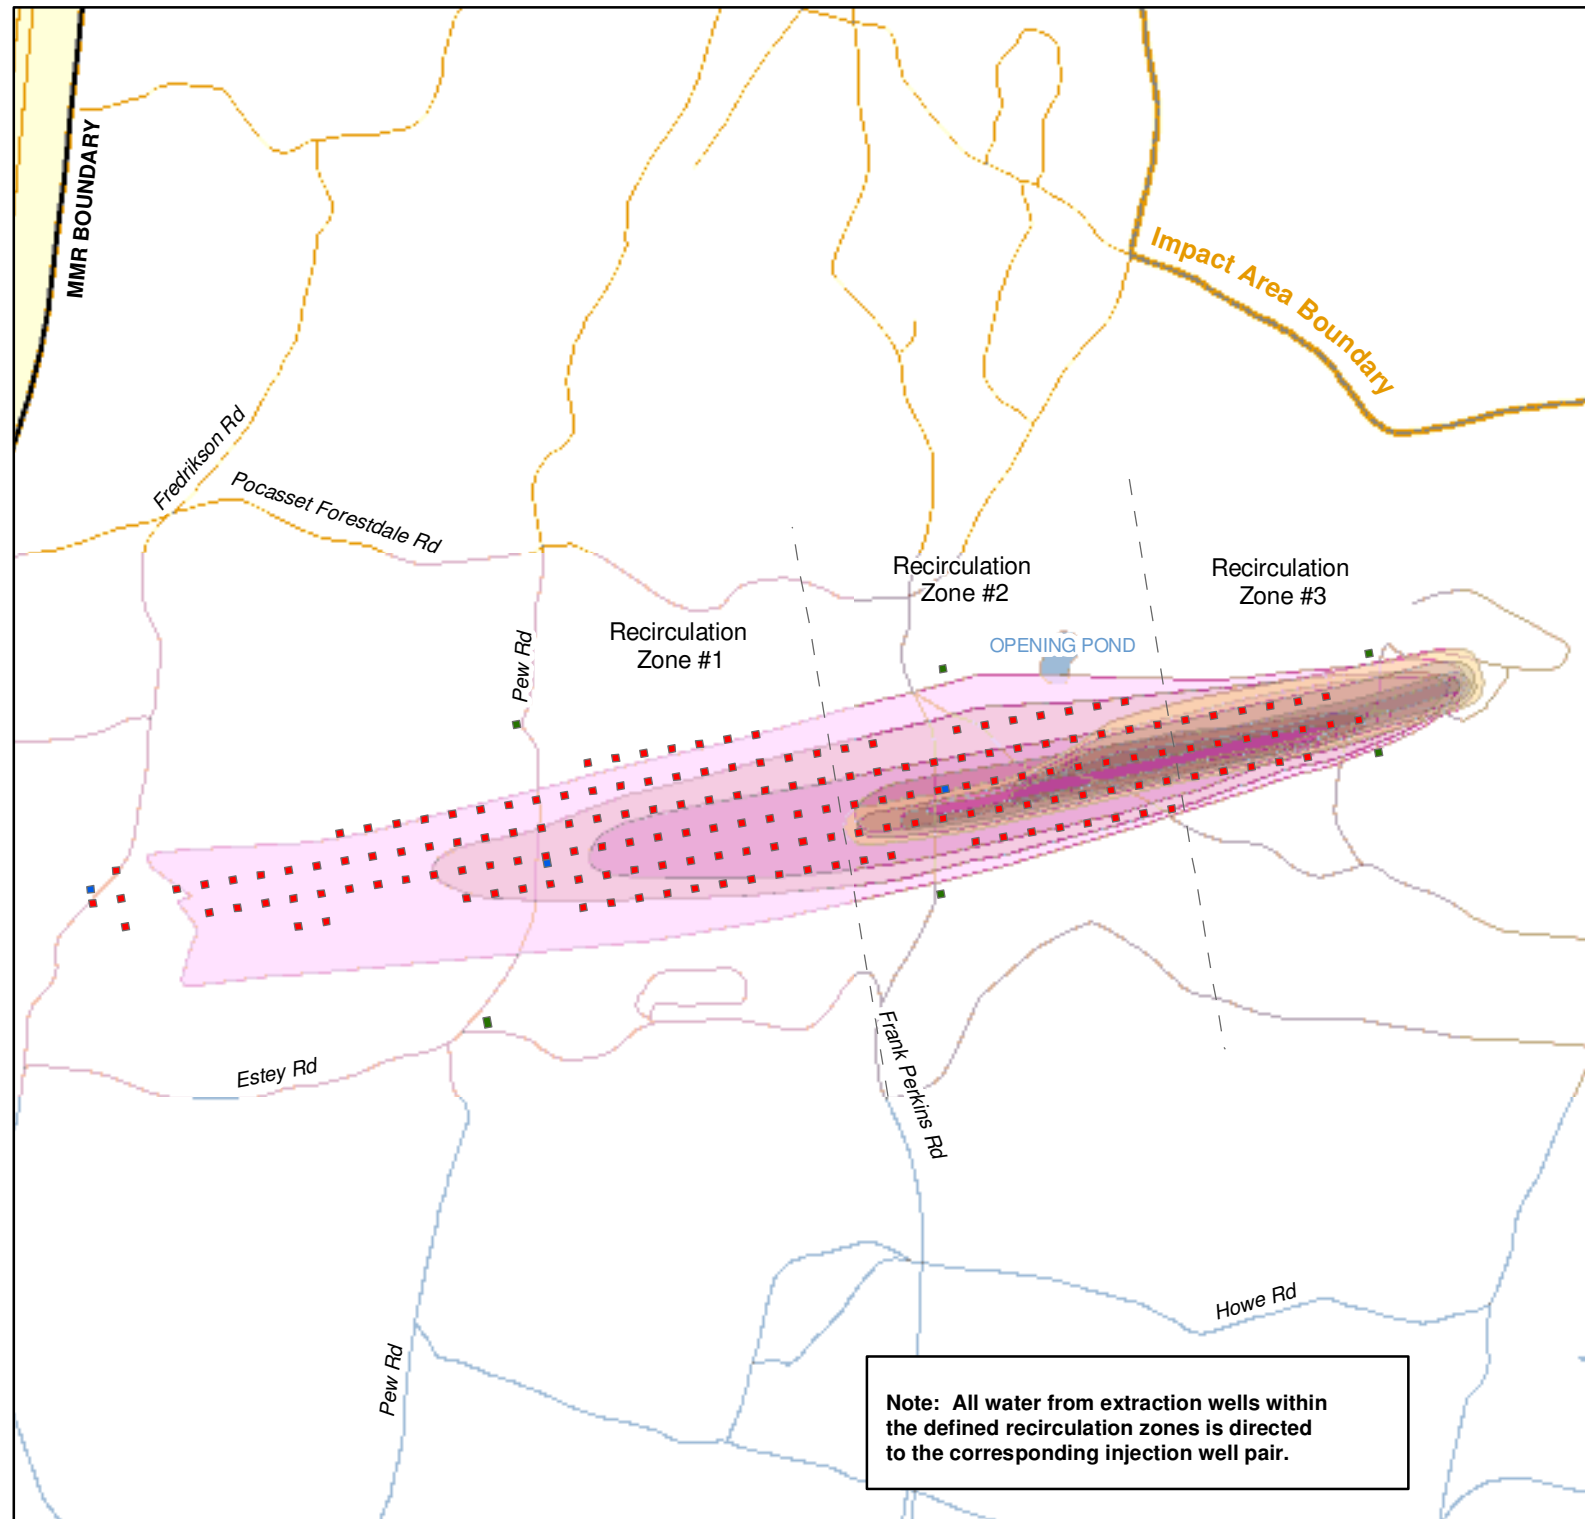 MMR BOUNDARY
Impact Area Boundary
Fredrikson Rd
Pocasset Forestdale Rd
Recirculation
Zone #2
Recirculation
Zone #3
Recirculation
Zone #1
OPENING POND
Pew Rd
Estey Rd
Frank Perkins Rd
Howe Rd
Pew Rd
Note:  All water from extraction wells within
the defined recirculation zones is directed
to the corresponding injection well pair.